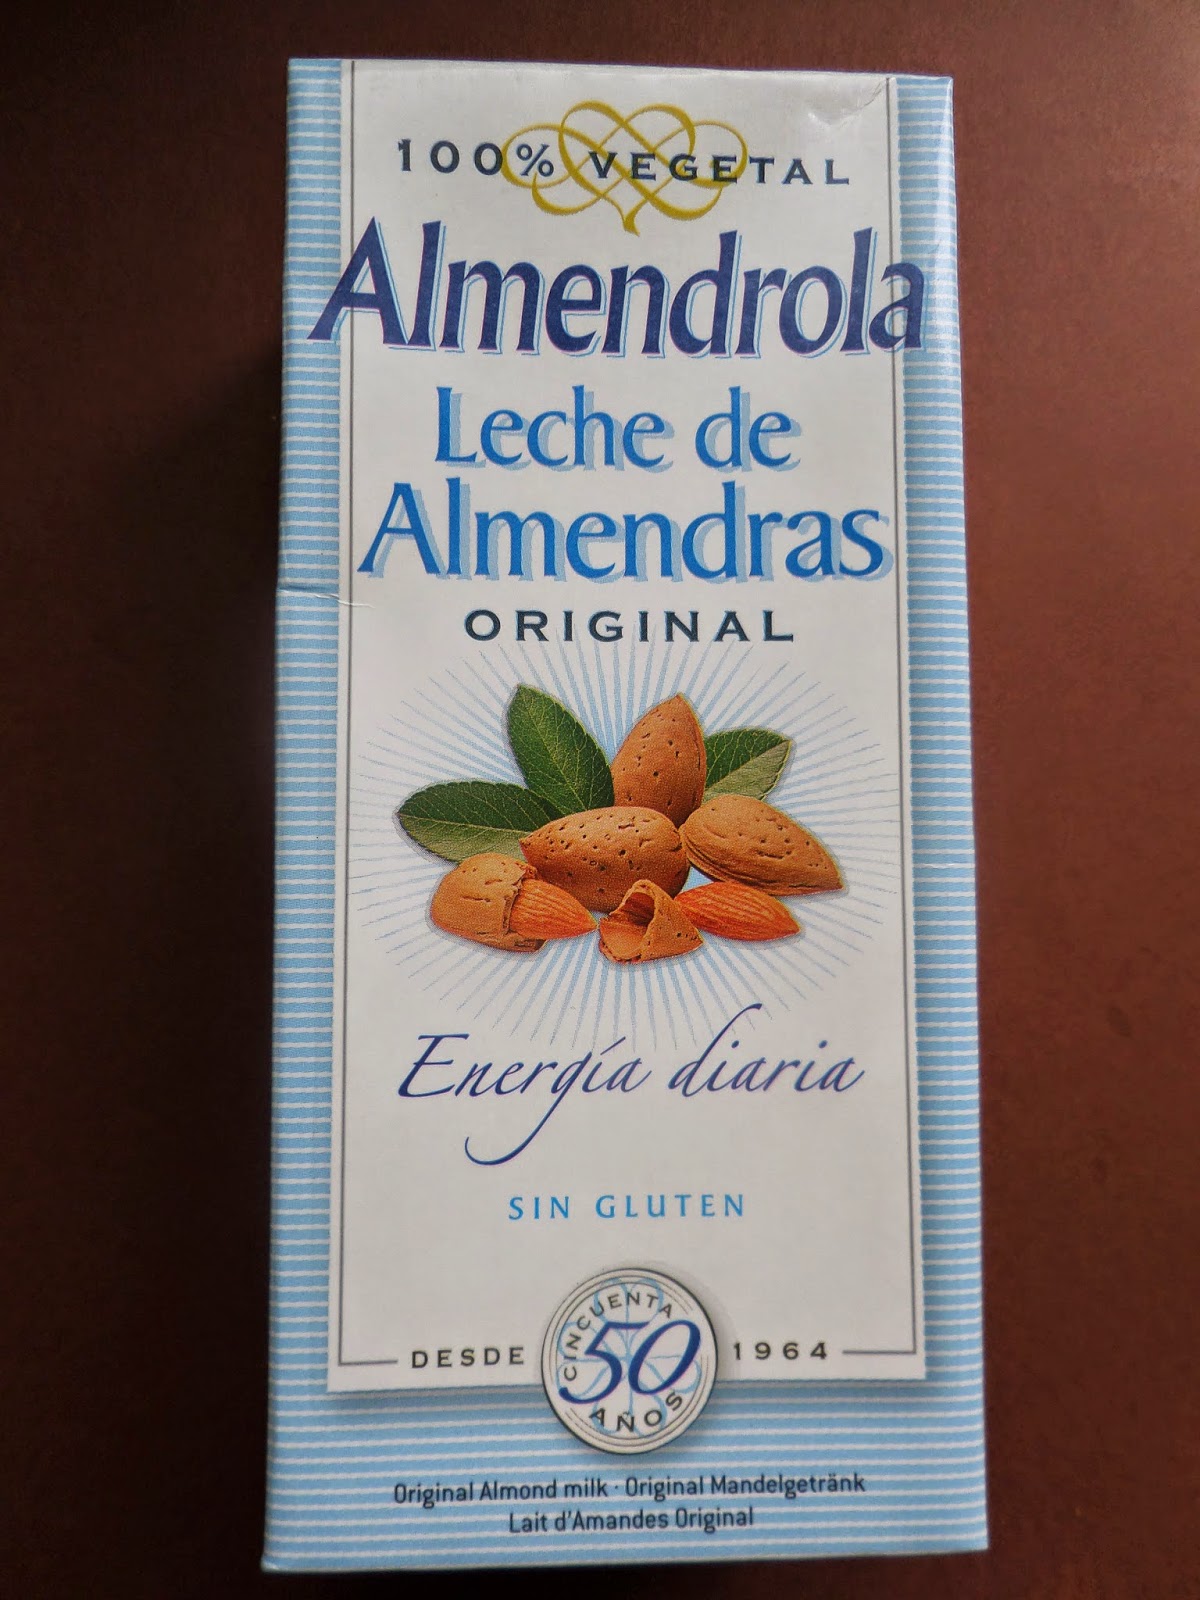 100% VEGETAL
Almendrola
Leche de
Almendras
ORIGINAL
Energía diaria
SIN GLUTEN
CINCUENTA
DESDE 50 1964
AÑOS
Original Almond milk · Original Mandelgetränk
Lait d'Amandes Original